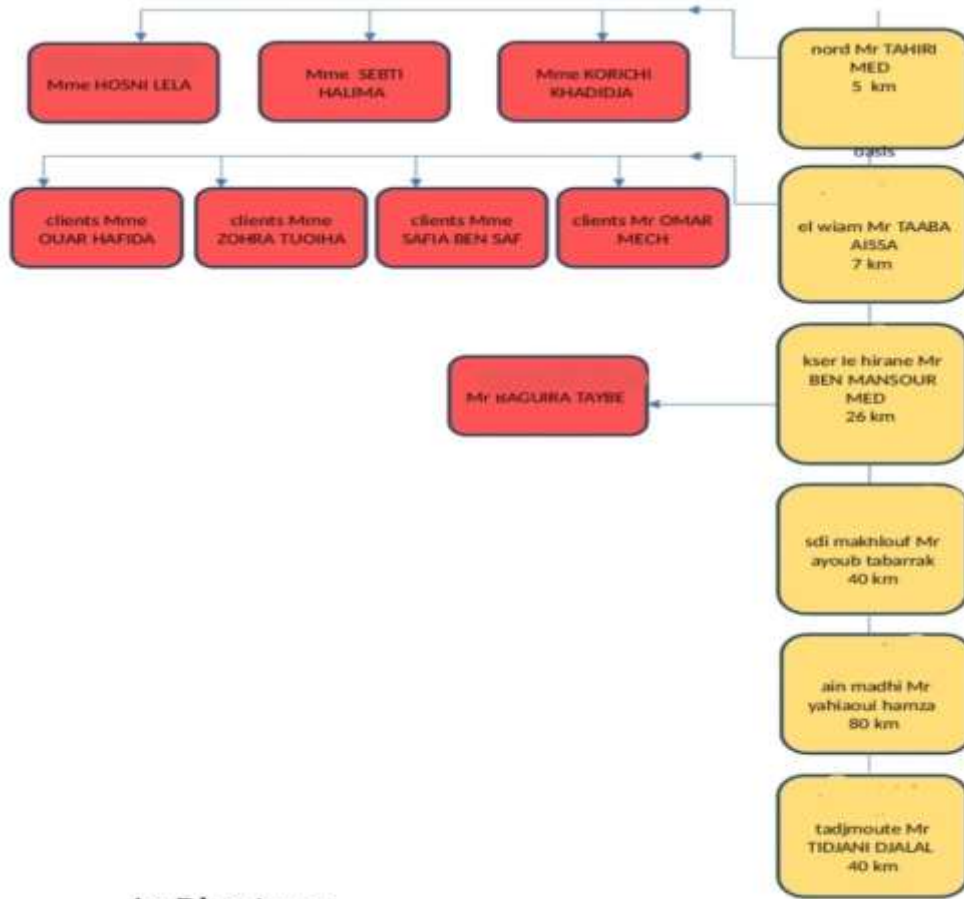 nord Mr TAHIRI
MED
5 km
Mme HOSNI LELA
Mme SEBTI
HALIMA
Mme KORICHI
KHADIDJA
oasis
el wiam Mr TAABA
AISSA
7 km
clients Mme
OUAR HAFIDA
clients Mme
ZOHRA TUOIHA
clients Mme
SAFIA BEN SAF
clients Mr OMAR
MECH
kser le hirane Mr
BEN MANSOUR
MED
26 km
Mr BAGUIRA TAYBE
sdi makhlouf Mr
ayoub tabarrak
40 km
ain madhi Mr
yahiaoui hamza
80 km
tadjmoute Mr
TIDJANI DJALAL
40 km